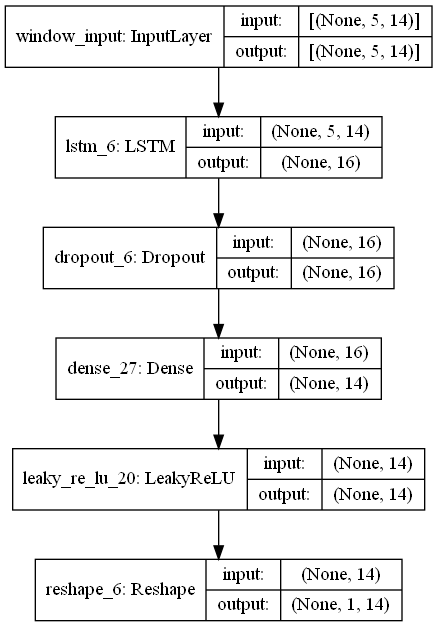 window_input: InputLayer
input:
[(None, 5, 14)]
output:
[(None, 5, 14)]
lstm_6: LSTM
input:
(None, 5, 14)
output:
(None, 16)
dropout_6: Dropout
input:
(None, 16)
output:
(None, 16)
dense_27: Dense
input:
(None, 16)
output:
(None, 14)
leaky_re_lu_20: LeakyReLU
input:
(None, 14)
output:
(None, 14)
reshape_6: Reshape
input:
(None, 14)
output:
(None, 1, 14)